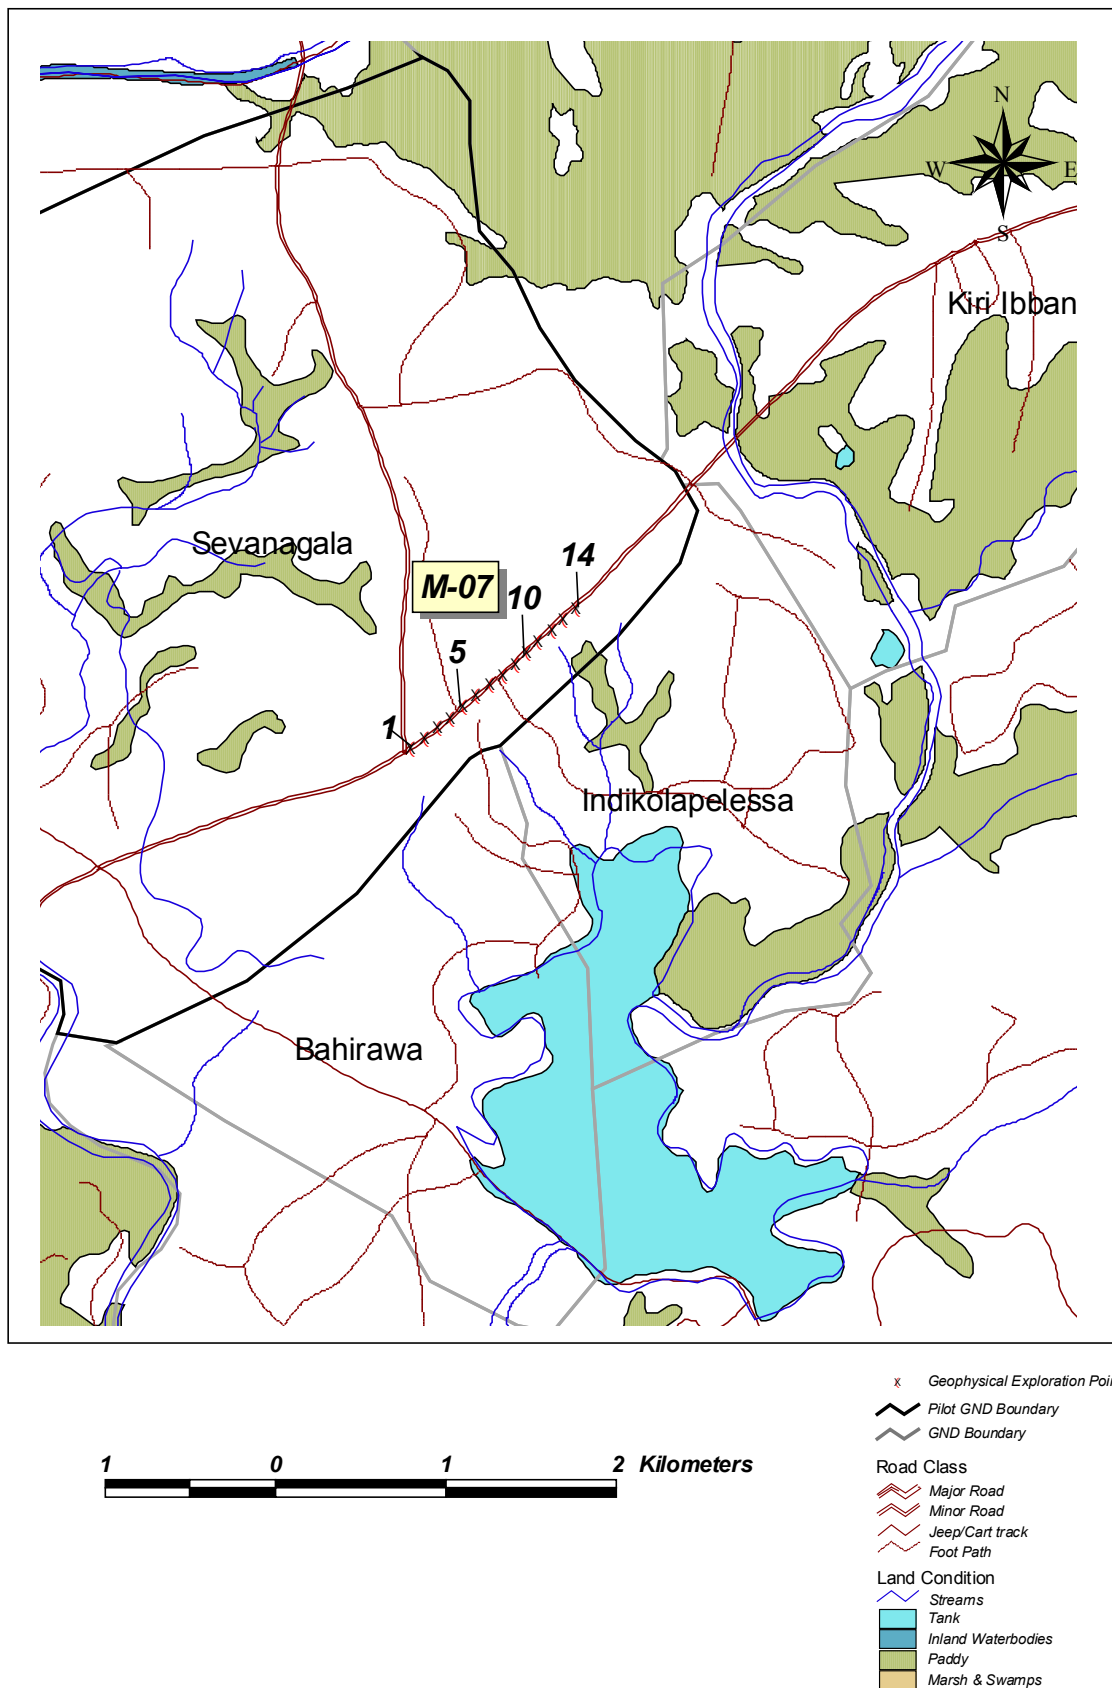 N
W E
S
Kiri Ibban
Sevanagala
14
M-07
10
5
1
Indikolapelessa
Bahirawa
Geophysical Exploration Poi
Pilot GND Boundary
GND Boundary
1 0 1 2 Kilometers
Road Class
Major Road
Minor Road
Jeep/Cart track
Foot Path
Land Condition
Streams
Tank
Inland Waterbodies
Paddy
Marsh & Swamps